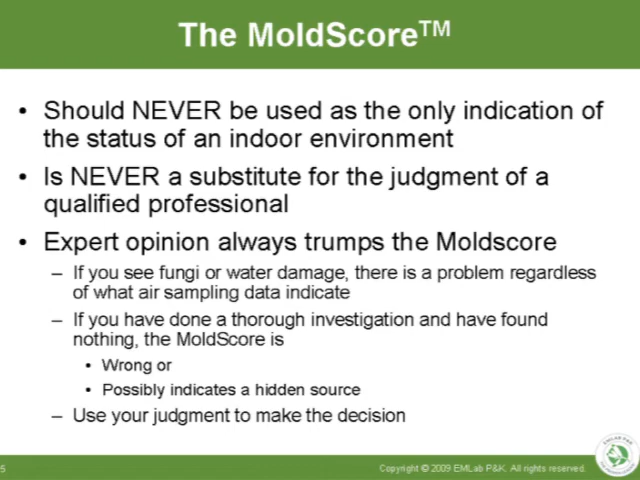 The MoldScore™
• Should NEVER be used as the only indication of
the status of an indoor environment
• Is NEVER a substitute for the judgment of a
qualified professional
• Expert opinion always trumps the Moldscore
– If you see fungi or water damage, there is a problem regardless
of what air sampling data indicate
– If you have done a thorough investigation and have found
nothing, the MoldScore is
• Wrong or
• Possibly indicates a hidden source
– Use your judgment to make the decision
5
Copyright © 2009 EMLab P&K. All rights reserved.
EMLAB P&K